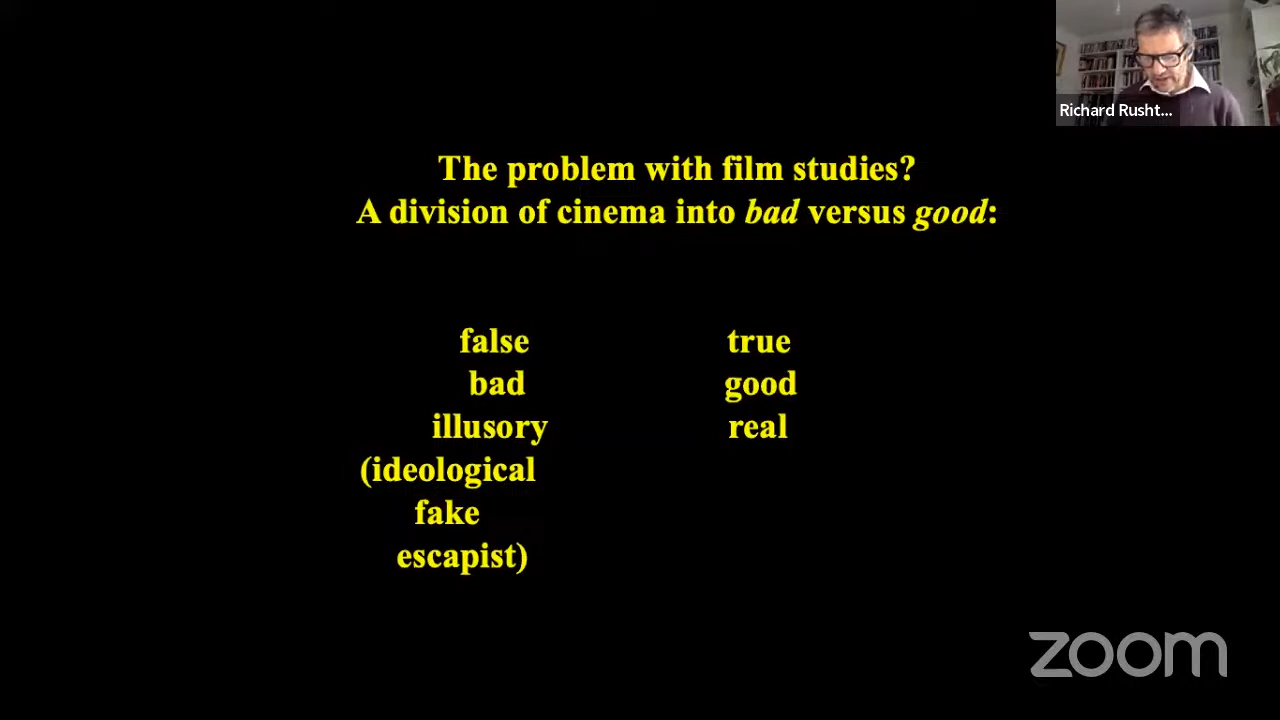 Richard Rusht...
The problem with film studies?
A division of cinema into bad versus good:
false true
bad good
illusory real
(ideological
fake
escapist)
zoom